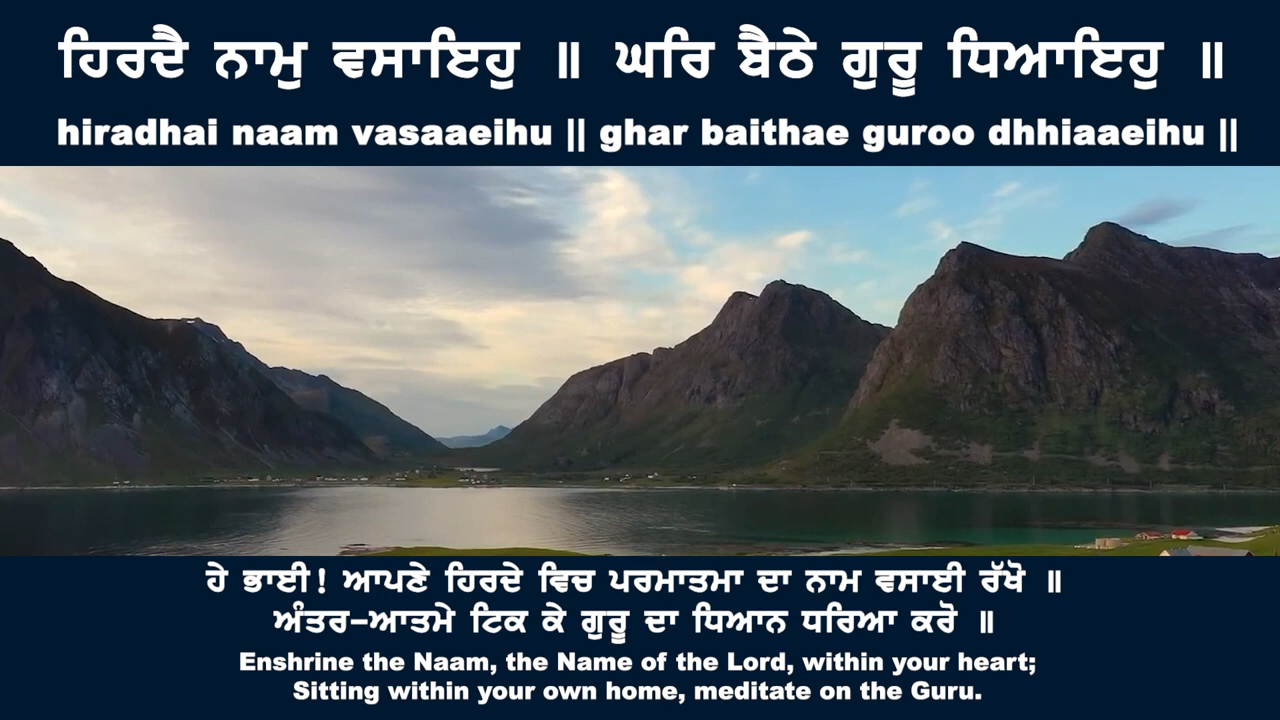 ਹਿਰਦੈ ਨਾਮੁ ਵਸਾਇਹੁ ॥ ਘਰਿ ਬੈਠੇ ਗੁਰੂ ਧਿਆਇਹੁ ॥
hiradhai naam vasaaeihu || ghar baithae guroo dhhiaaeihu ||
ਹੇ ਭਾਈ! ਆਪਣੇ ਹਿਰਦੇ ਵਿਚ ਪਰਮਾਤਮਾ ਦਾ ਨਾਮ ਵਸਾਈ ਰੱਖੋ ॥
ਅੰਤਰ-ਆਤਮੇ ਟਿਕ ਕੇ ਗੁਰੂ ਦਾ ਧਿਆਨ ਧਰਿਆ ਕਰੋ ॥
Enshrine the Naam, the Name of the Lord, within your heart;
Sitting within your own home, meditate on the Guru.